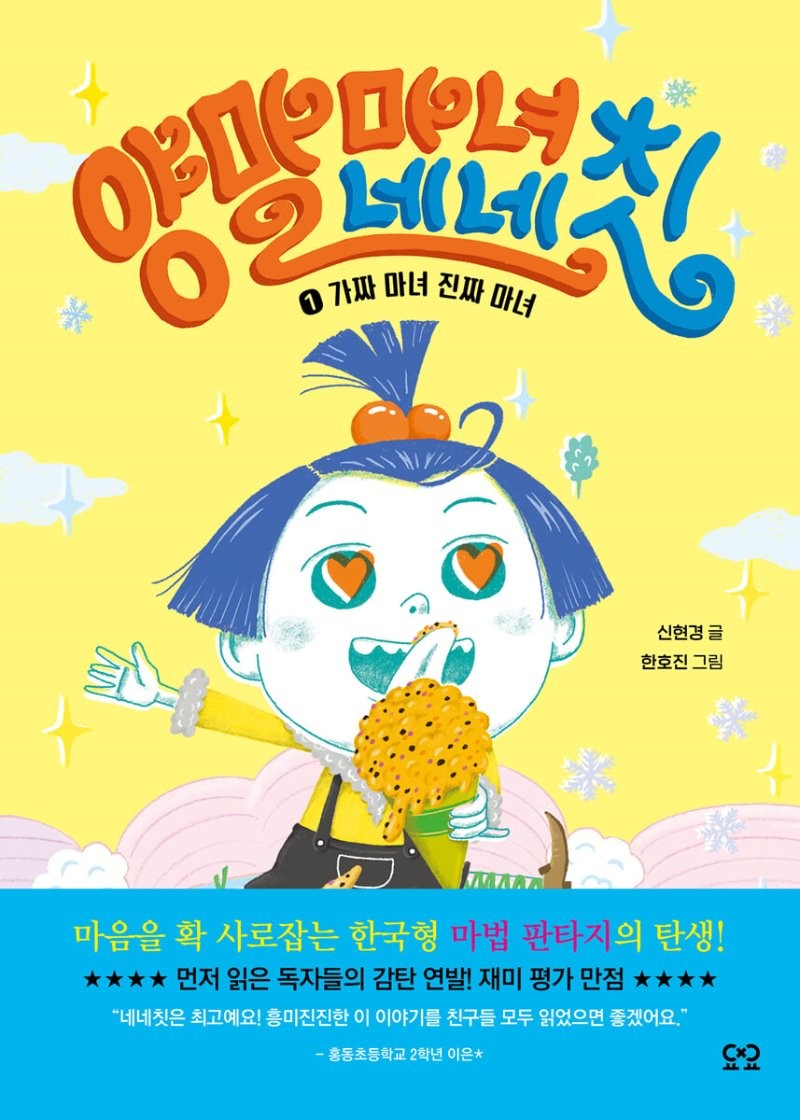 양말 마녀
네네칫
❶ 가짜 마녀 진짜 마녀
신현경 글
한호진 그림
마음을 확 사로잡는 한국형 마법 판타지의 탄생!
★★★★ 먼저 읽은 독자들의 감탄 연발! 재미 평가 만점 ★★★★
“네네칫은 최고예요! 흥미진진한 이 이야기를 친구들 모두 읽었으면 좋겠어요.”
– 홍동초등학교 2학년 이은*
요요